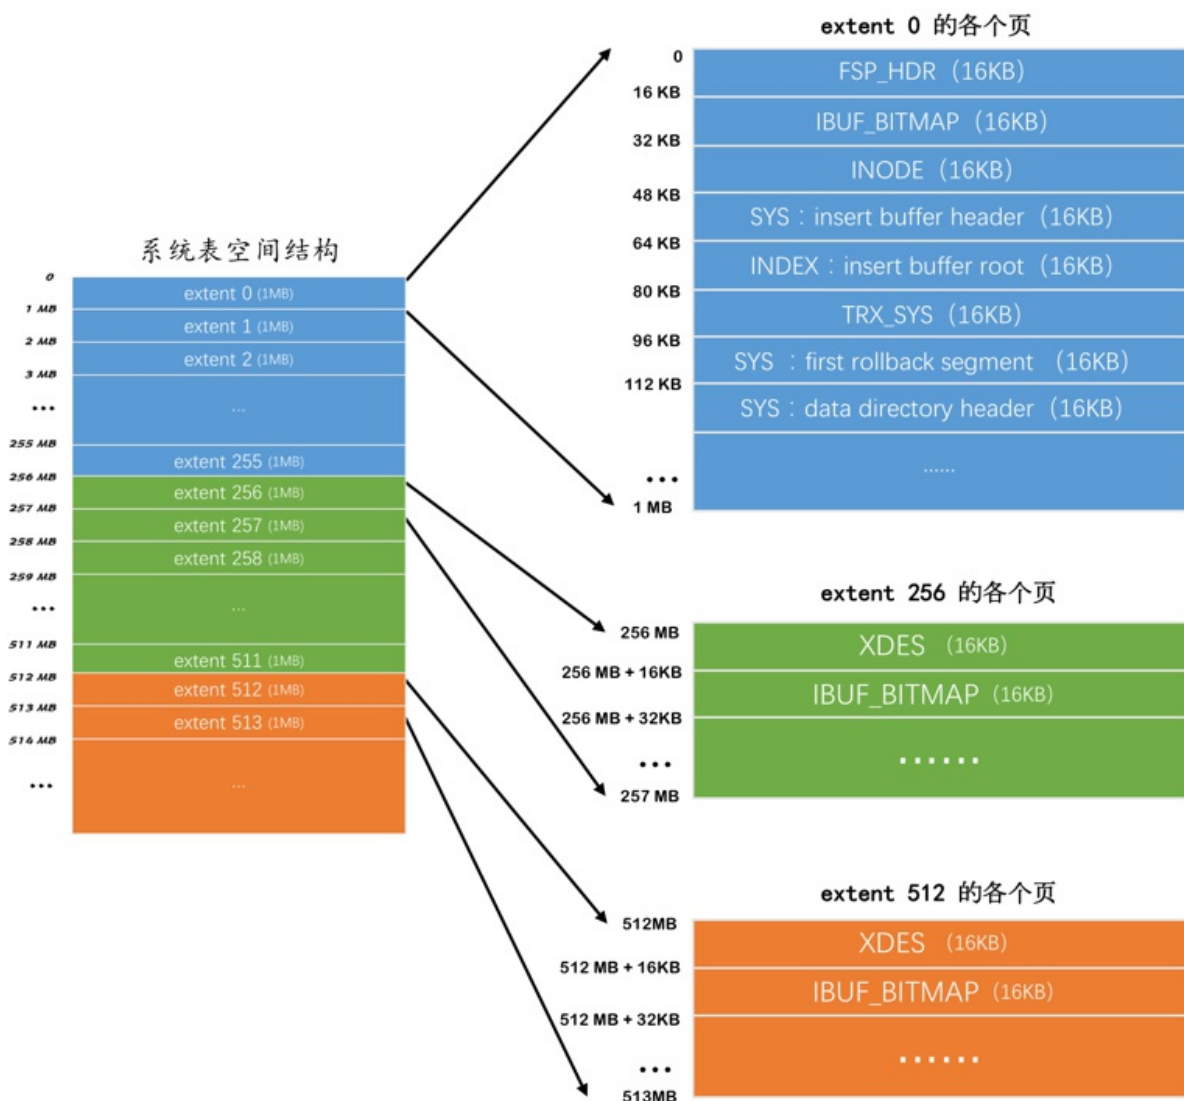 系统表空间结构
0
extent 0 (1MB)
1 MB
extent 1 (1MB)
2 MB
extent 2 (1MB)
3 MB
...
...
255 MB
extent 255 (1MB)
256 MB
extent 256 (1MB)
257 MB
extent 257 (1MB)
258 MB
extent 258 (1MB)
259 MB
...
...
511 MB
extent 511 (1MB)
512 MB
extent 512 (1MB)
513 MB
extent 513 (1MB)
514 MB
...
...
extent 0 的各个页
0
FSP_HDR (16KB)
16 KB
IBUF_BITMAP (16KB)
32 KB
INODE (16KB)
48 KB
SYS：insert buffer header (16KB)
64 KB
INDEX：insert buffer root (16KB)
80 KB
TRX_SYS (16KB)
96 KB
SYS ：first rollback segment (16KB)
112 KB
SYS：data directory header (16KB)
......
...
1 MB
extent 256 的各个页
256 MB
XDES (16KB)
256 MB + 16KB
IBUF_BITMAP (16KB)
256 MB + 32KB
......
...
257 MB
extent 512 的各个页
512MB
XDES (16KB)
512 MB + 16KB
IBUF_BITMAP (16KB)
512 MB + 32KB
......
...
513MB